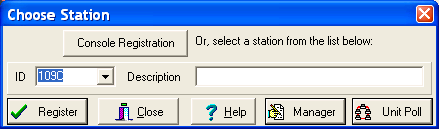 Choose Station
Console Registration Or, select a station from the list below:
ID 109C Description
Register Close Help Manager Unit Poll